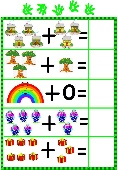 + =
+ =
+ 0 =
+ =
+ =